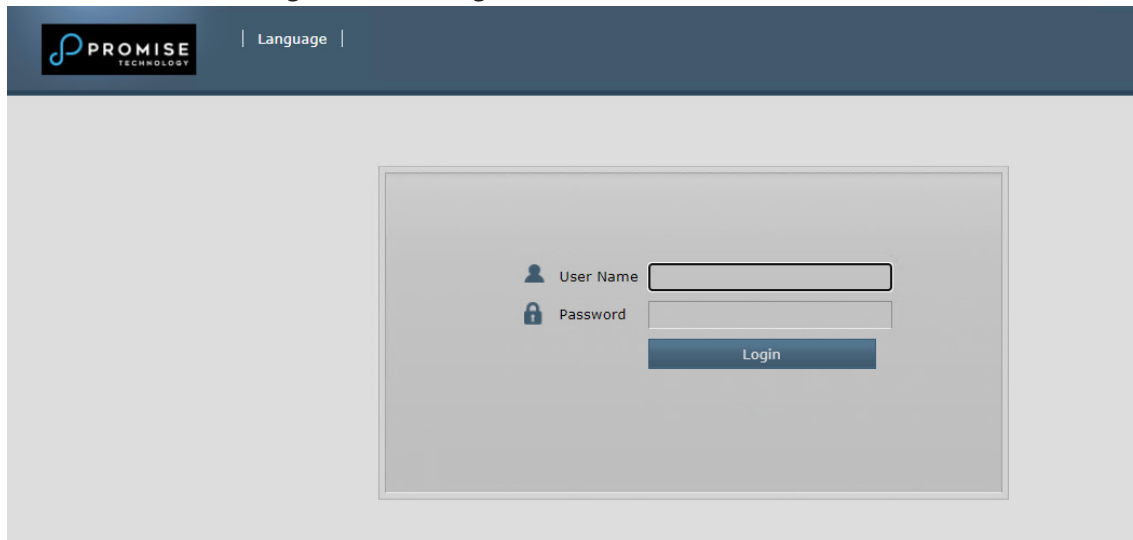 PROMISE
TECHNOLOGY
| Language |
User Name
Password
Login